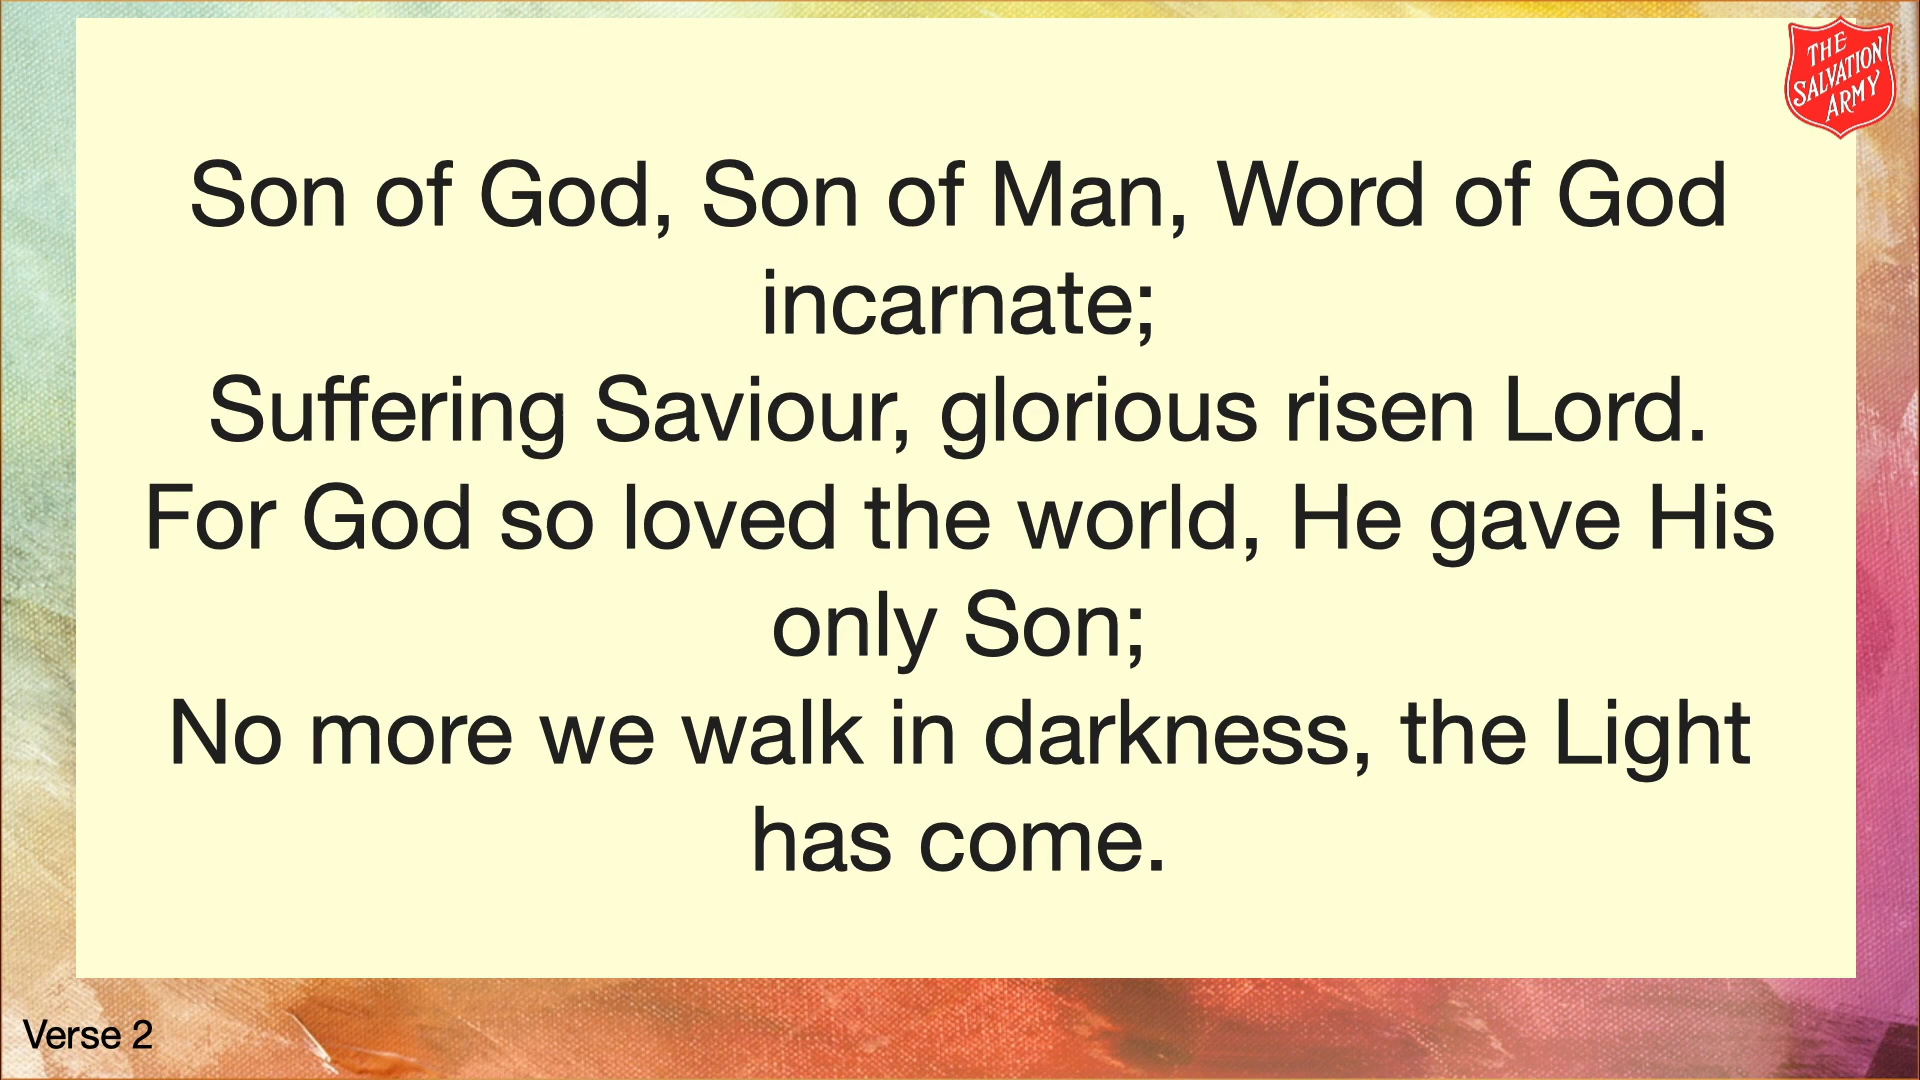 THE
SALVATION
ARMY
Son of God, Son of Man, Word of God
incarnate;
Suffering Saviour, glorious risen Lord.
For God so loved the world, He gave His
only Son;
No more we walk in darkness, the Light
has come.
Verse 2